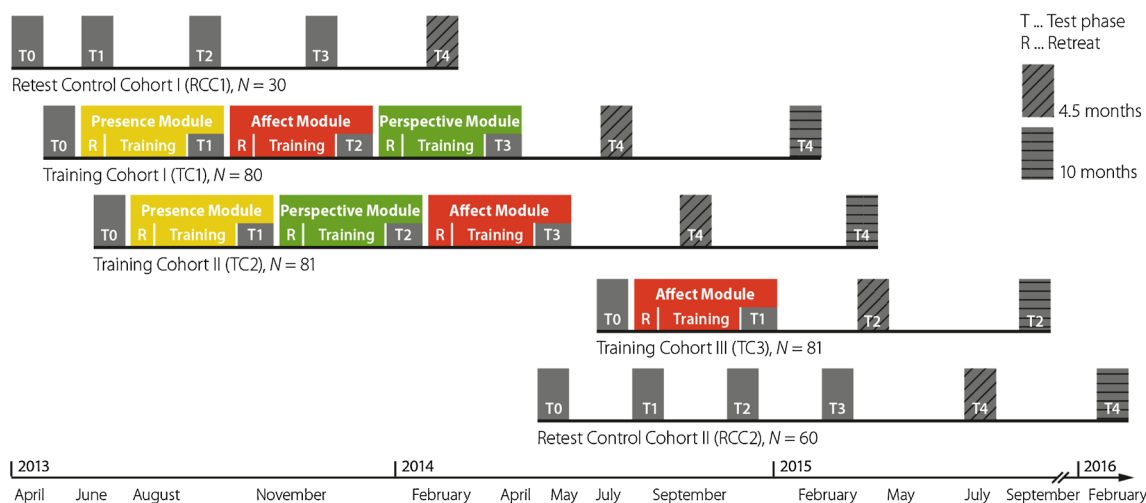 T ... Test phase
R ... Retreat
4.5 months
10 months
T0 T1 T2 T3 T4
Retest Control Cohort I (RCC1), N = 30
Presence Module Affect Module Perspective Module
T0 R Training T1 R Training T2 R Training T3 T4 T4
Training Cohort I (TC1), N = 80
Presence Module Perspective Module Affect Module
T0 R Training T1 R Training T2 R Training T3 T4 T4
Training Cohort II (TC2), N = 81
Affect Module
T0 R Training T1 T2 T2
Training Cohort III (TC3), N = 81
T0 T1 T2 T3 T4 T4
Retest Control Cohort II (RCC2), N = 60
2013 2014 2015 2016
April June August November February April May July September February May July September February